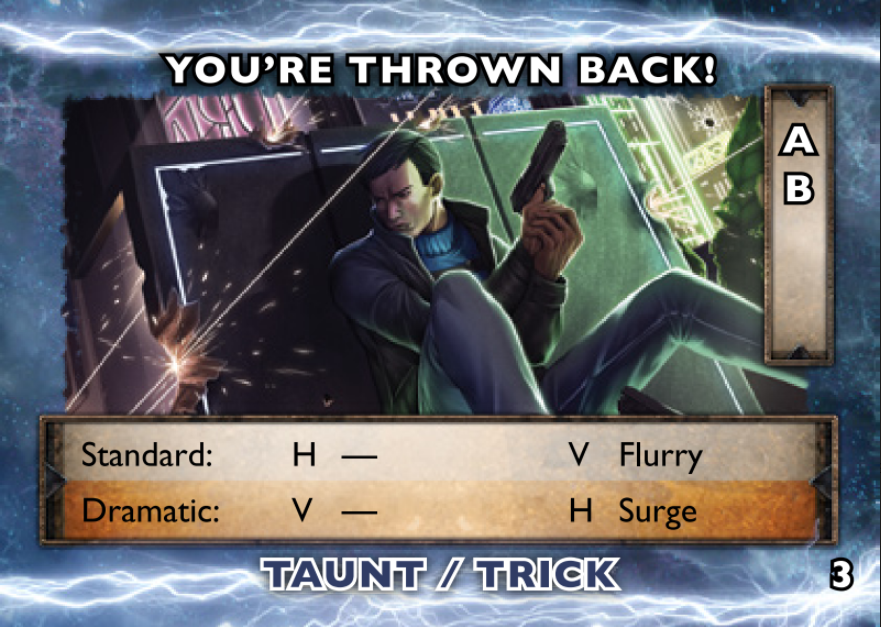 YOU'RE THROWN BACK!
A
B
Standard: H — V Flurry
Dramatic: V — H Surge
TAUNT / TRICK
3